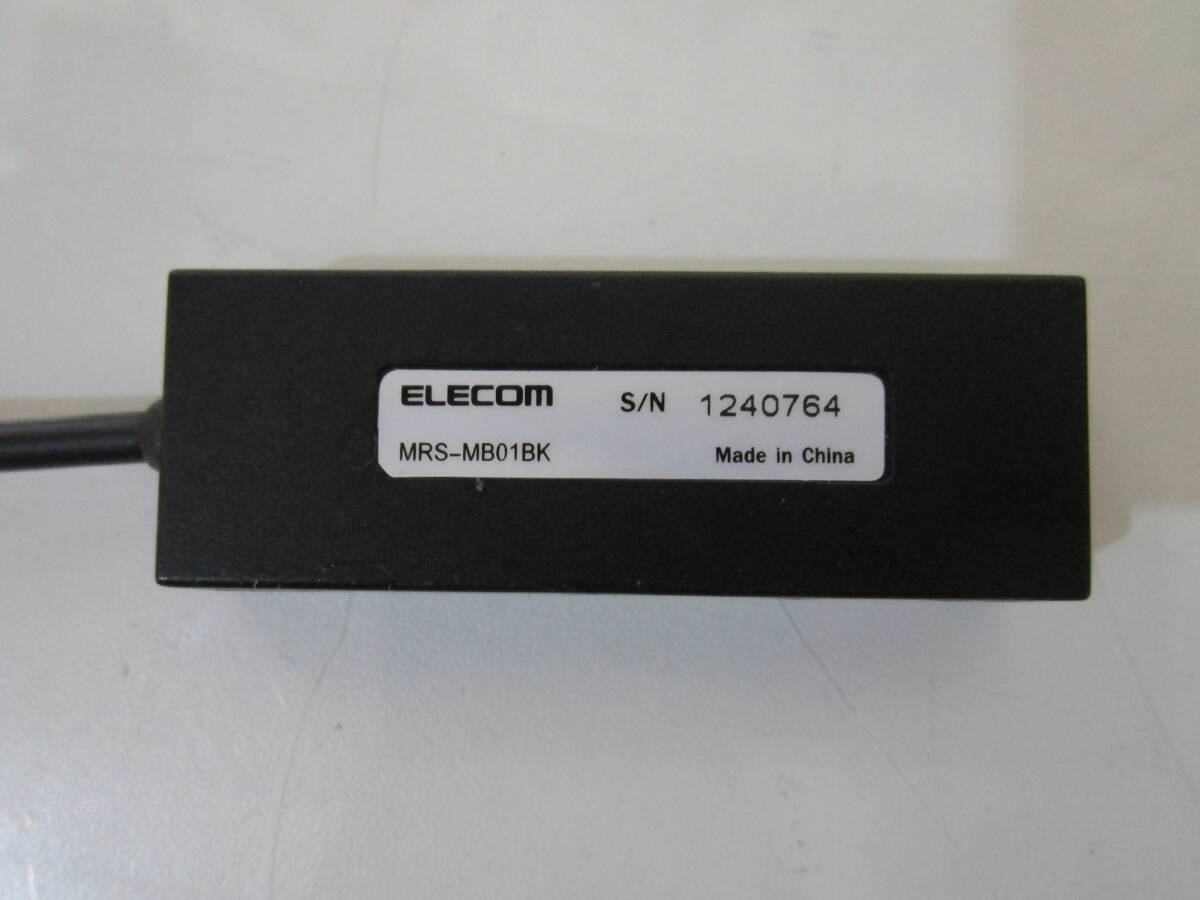 ELECOM S/N 1240764
MRS-MB01BK Made in China